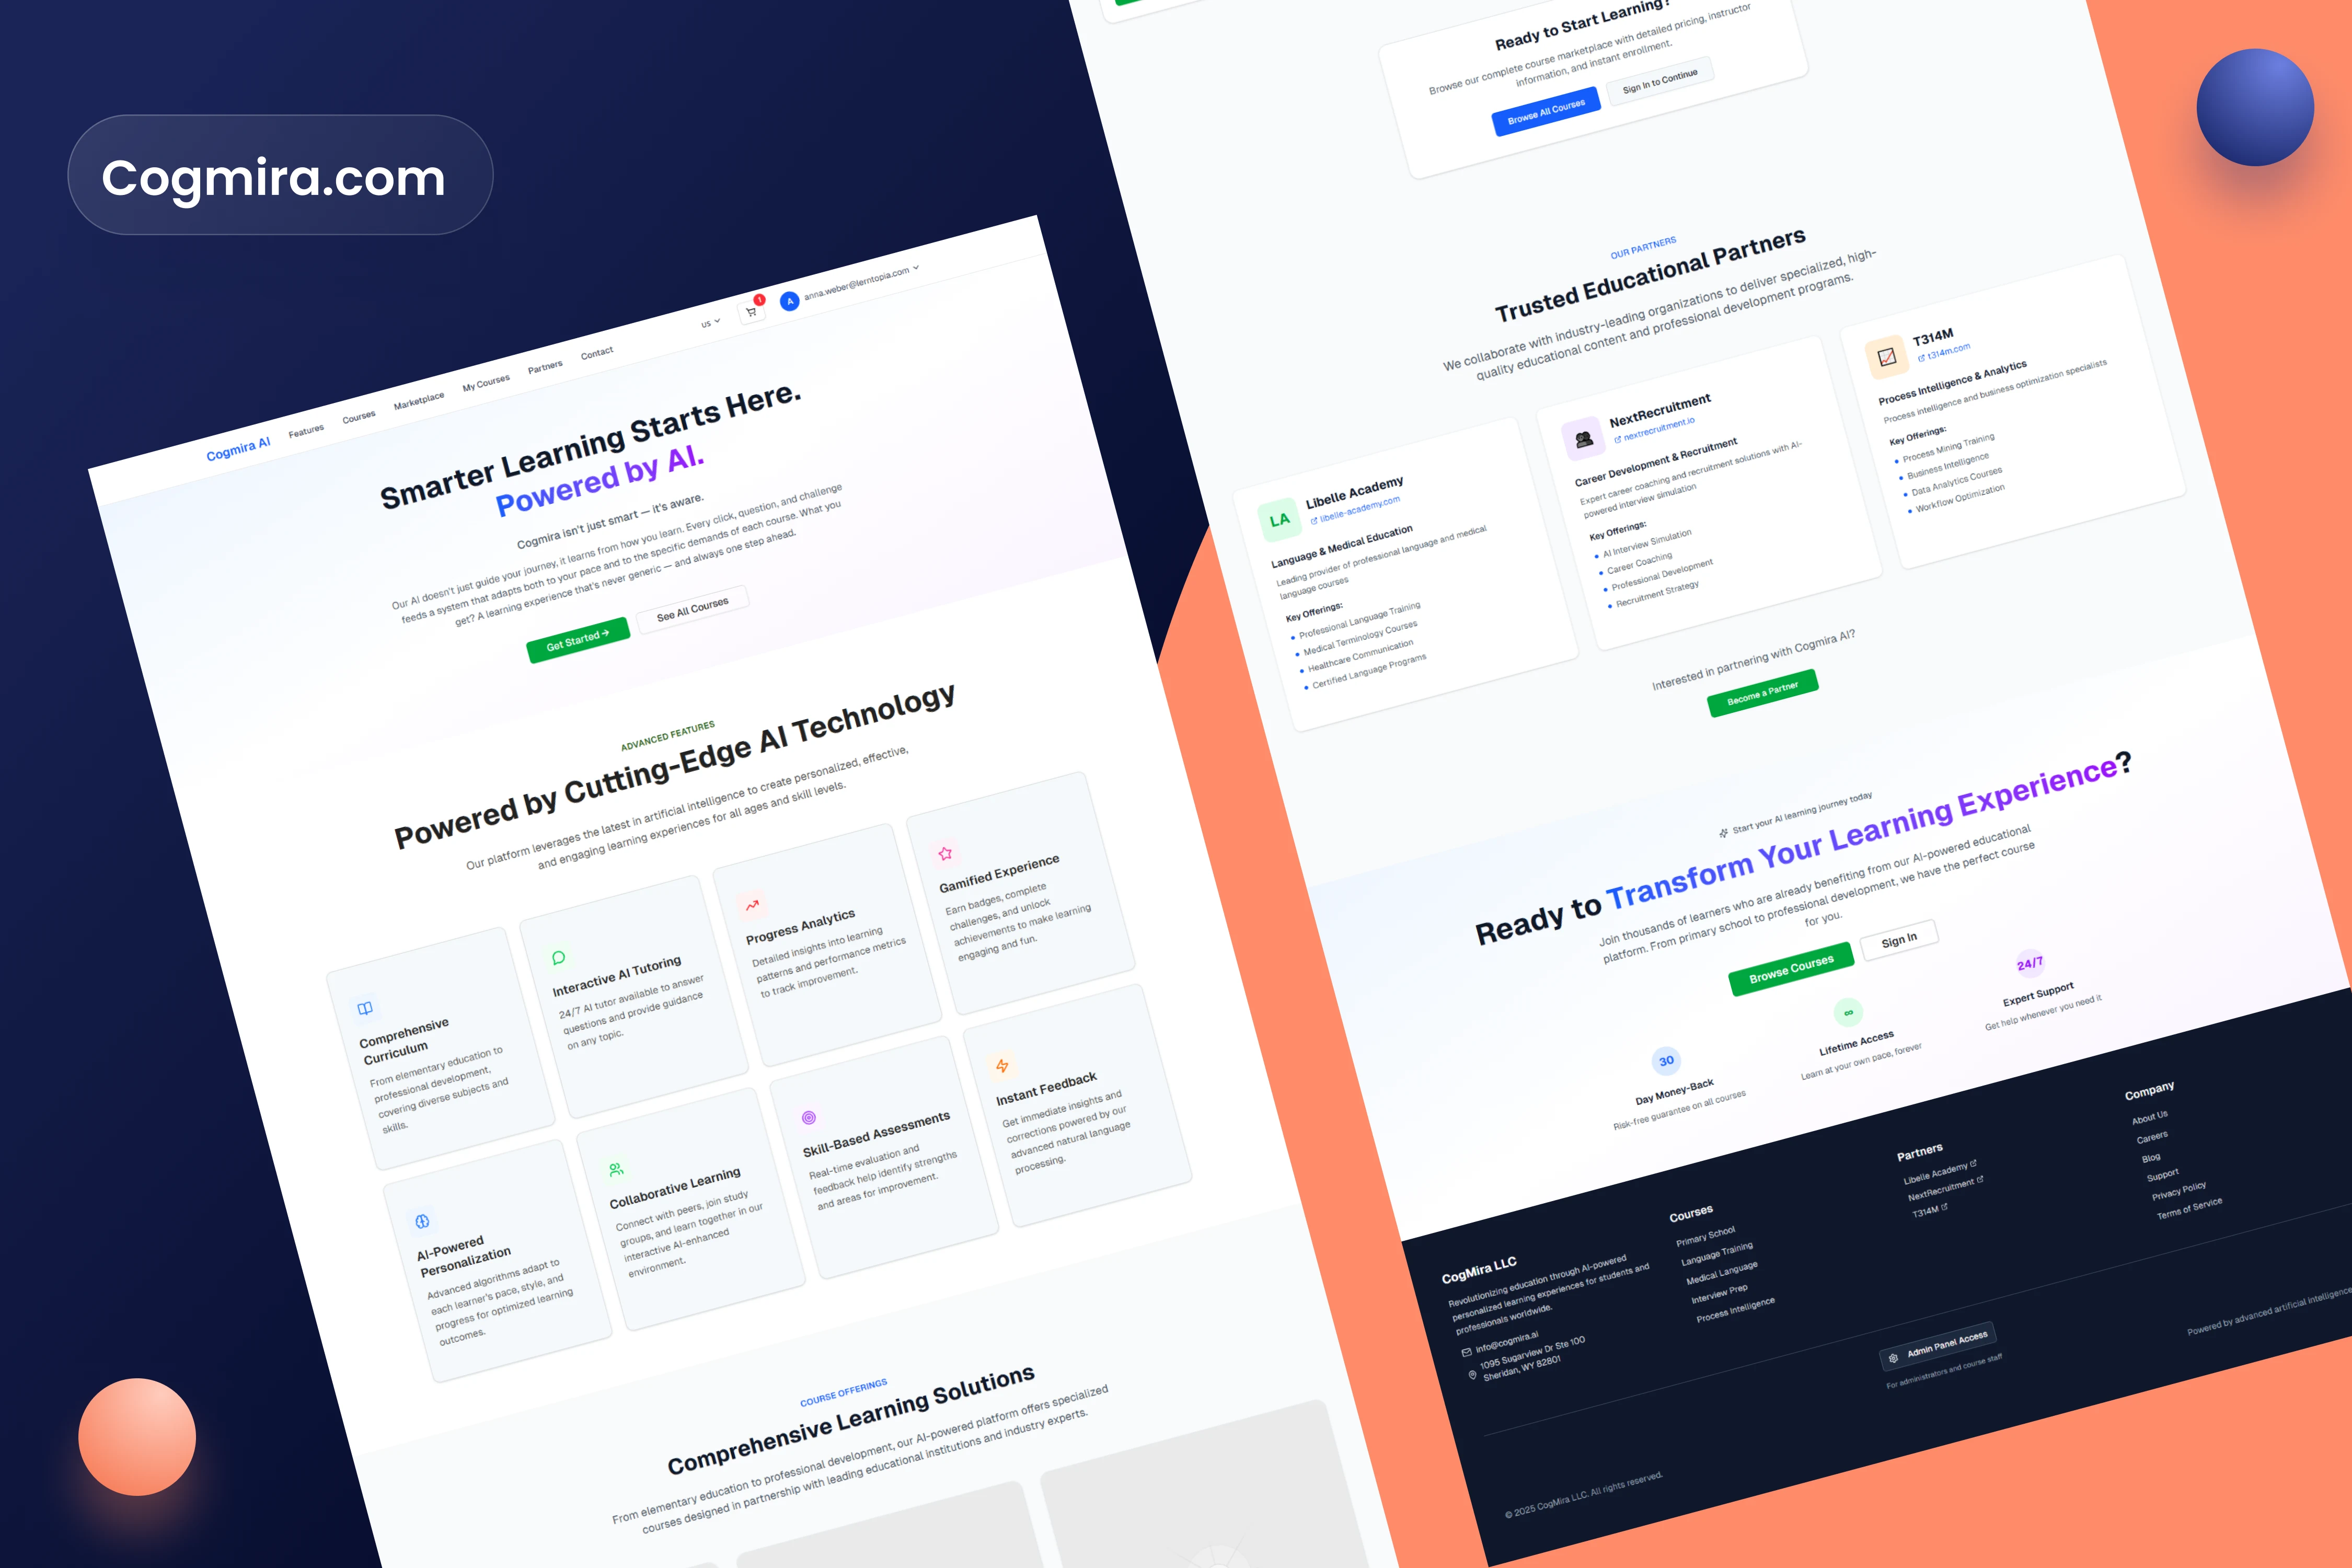 Cogmira.com
Cogmira AI
Features
Courses
Marketplace
My Courses
Partners
Contact
US
1
A
anna.weber@lerntopia.com
Smarter Learning Starts Here.
Powered by AI.
Cogmira isn't just smart — it's aware.
Our AI doesn't just guide your journey, it learns from how you learn. Every click, question, and challenge
feeds a system that adapts both to your pace and to the specific demands of each course. What you
get? A learning experience that's never generic — and always one step ahead.
Get Started →
See All Courses
ADVANCED FEATURES
Powered by Cutting-Edge AI Technology
Our platform leverages the latest in artificial intelligence to create personalized, effective,
and engaging learning experiences for all ages and skill levels.
Comprehensive
Curriculum
From elementary education to
professional development,
covering diverse subjects and
skills.
Interactive AI Tutoring
24/7 AI tutor available to answer
questions and provide guidance
on any topic.
Progress Analytics
Detailed insights into learning
patterns and performance metrics
to track improvement.
Gamified Experience
Earn badges, complete
challenges, and unlock
achievements to make learning
engaging and fun.
AI-Powered
Personalization
Advanced algorithms adapt to
each learner's pace, style, and
progress for optimized learning
outcomes.
Collaborative Learning
Connect with peers, join study
groups, and learn together in our
interactive AI-enhanced
environment.
Skill-Based Assessments
Real-time evaluation and
feedback help identify strengths
and areas for improvement.
Instant Feedback
Get immediate insights and
corrections powered by our
advanced natural language
processing.
COURSE OFFERINGS
Comprehensive Learning Solutions
From elementary education to professional development, our AI-powered platform offers specialized
courses designed in partnership with leading educational institutions and industry experts.
Ready to Start Learning?
Browse our complete course marketplace with detailed pricing, instructor
information, and instant enrollment.
Browse All Courses
Sign In to Continue
OUR PARTNERS
Trusted Educational Partners
We collaborate with industry-leading organizations to deliver specialized, high-
quality educational content and professional development programs.
LA
Libelle Academy
libelle-academy.com
Language & Medical Education
Leading provider of professional language and medical
language courses
Key Offerings:
Professional Language Training
Medical Terminology Courses
Healthcare Communication
Certified Language Programs
NextRecruitment
nextrecruitment.io
Career Development & Recruitment
Expert career coaching and recruitment solutions with AI-
powered interview simulation
Key Offerings:
AI Interview Simulation
Career Coaching
Professional Development
Recruitment Strategy
T314M
t314m.com
Process Intelligence & Analytics
Process intelligence and business optimization specialists
Key Offerings:
Process Mining Training
Business Intelligence
Data Analytics Courses
Workflow Optimization
Interested in partnering with Cogmira AI?
Become a Partner
Start your AI learning journey today
Ready to Transform Your Learning Experience?
Join thousands of learners who are already benefiting from our AI-powered educational
platform. From primary school to professional development, we have the perfect course
for you.
Browse Courses
Sign In
30
Day Money-Back
Risk-free guarantee on all courses
∞
Lifetime Access
Learn at your own pace, forever
24/7
Expert Support
Get help whenever you need it
CogMira LLC
Revolutionizing education through AI-powered
personalized learning experiences for students and
professionals worldwide.
info@cogmira.ai
1095 Sugarview Dr Ste 100
Sheridan, WY 82801
Courses
Primary School
Language Training
Medical Language
Interview Prep
Process Intelligence
Partners
Libelle Academy
NextRecruitment
T314M
Company
About Us
Careers
Blog
Support
Privacy Policy
Terms of Service
Admin Panel Access
For administrators and course staff
Powered by advanced artificial intelligence
© 2025 CogMira LLC. All rights reserved.